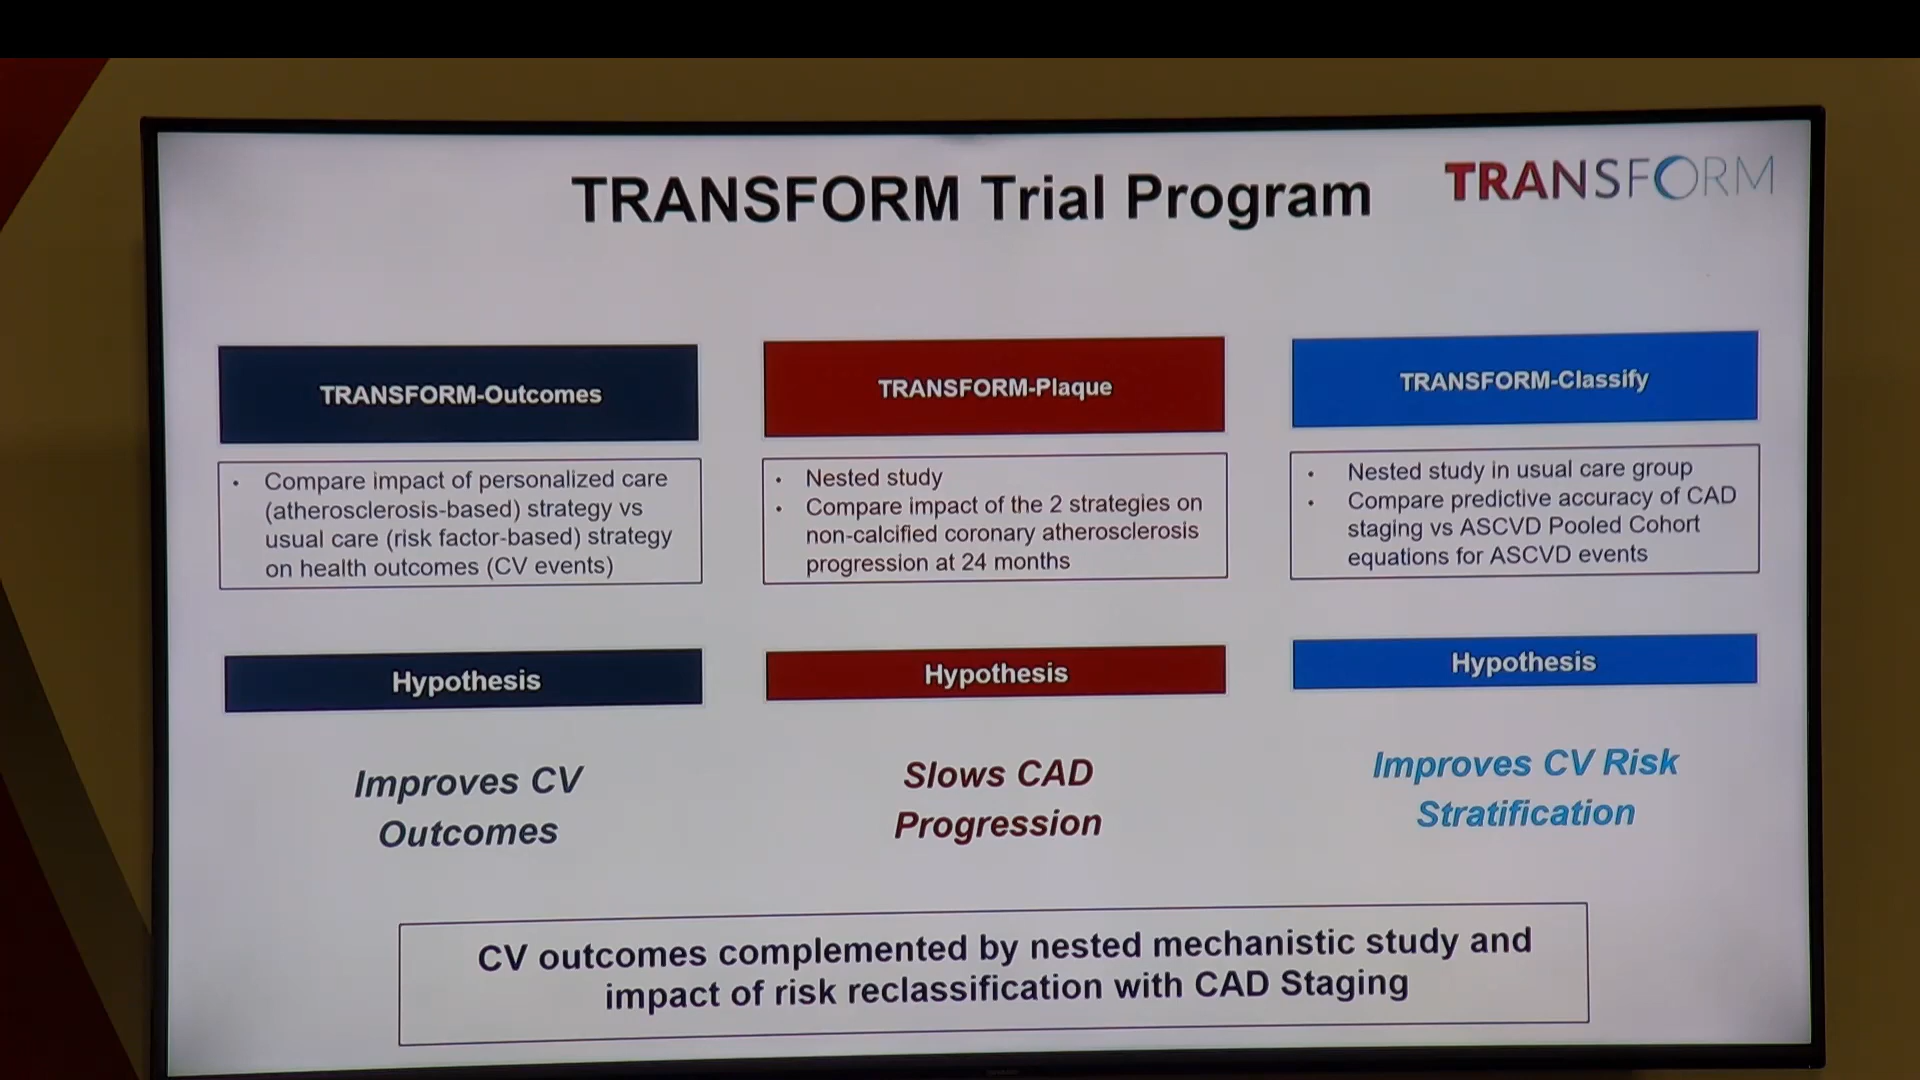 TRANSFORM Trial Program
TRANSFORM
TRANSFORM-Outcomes
• Compare impact of personalized care
(atherosclerosis-based) strategy vs
usual care (risk factor-based) strategy
on health outcomes (CV events)
Hypothesis
Improves CV
Outcomes
TRANSFORM-Plaque
• Nested study
• Compare impact of the 2 strategies on
non-calcified coronary atherosclerosis
progression at 24 months
Hypothesis
Slows CAD
Progression
TRANSFORM-Classify
• Nested study in usual care group
• Compare predictive accuracy of CAD
staging vs ASCVD Pooled Cohort
equations for ASCVD events
Hypothesis
Improves CV Risk
Stratification
CV outcomes complemented by nested mechanistic study and
impact of risk reclassification with CAD Staging